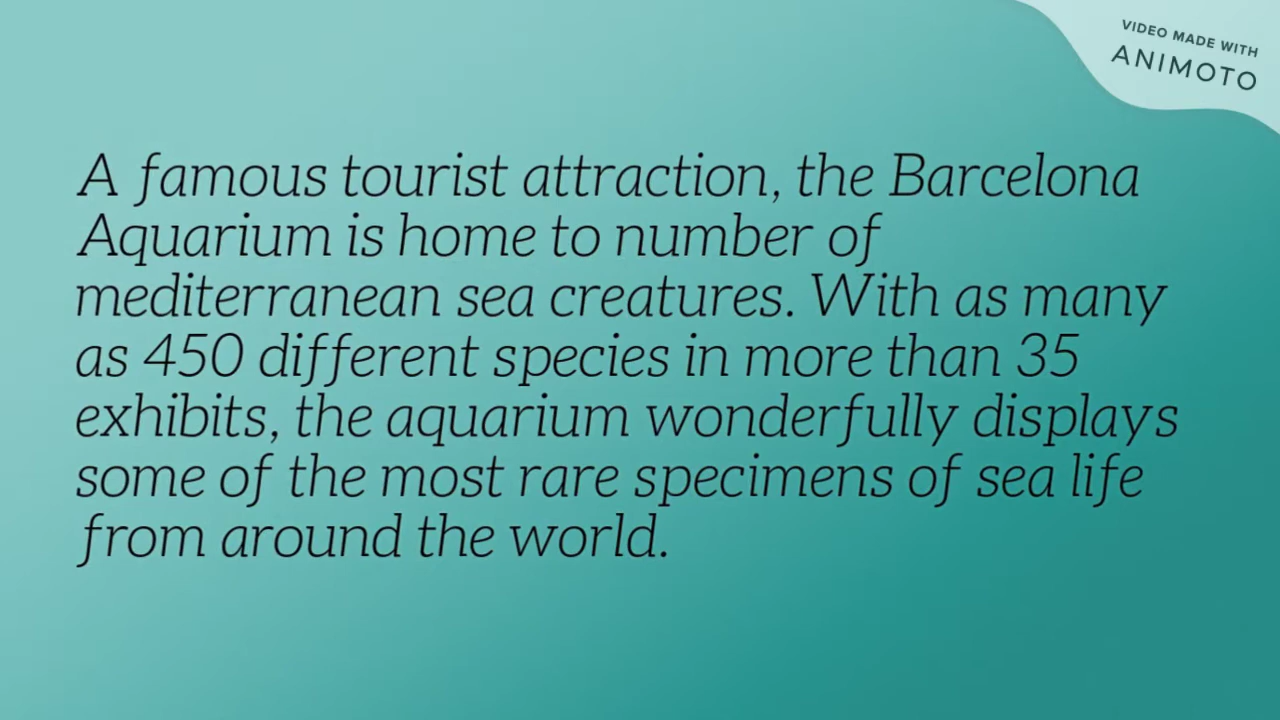 VIDEO MADE WITH
ANIMOTO
A famous tourist attraction, the Barcelona
Aquarium is home to number of
mediterranean sea creatures. With as many
as 450 different species in more than 35
exhibits, the aquarium wonderfully displays
some of the most rare specimens of sea life
from around the world.